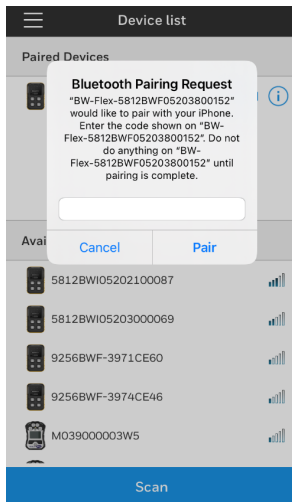 Device list
Paired Devices
Bluetooth Pairing Request
"BW-Flex-5812BWF05203800152"
would like to pair with your iPhone.
Enter the code shown on "BW-
Flex-5812BWF05203800152". Do not
do anything on "BW-
Flex-5812BWF05203800152" until
pairing is complete.
Cancel
Pair
Avai
5812BWI05202100087
5812BWI05203000069
9256BWF-3971CE60
9256BWF-3974CE46
M039000003W5
Scan